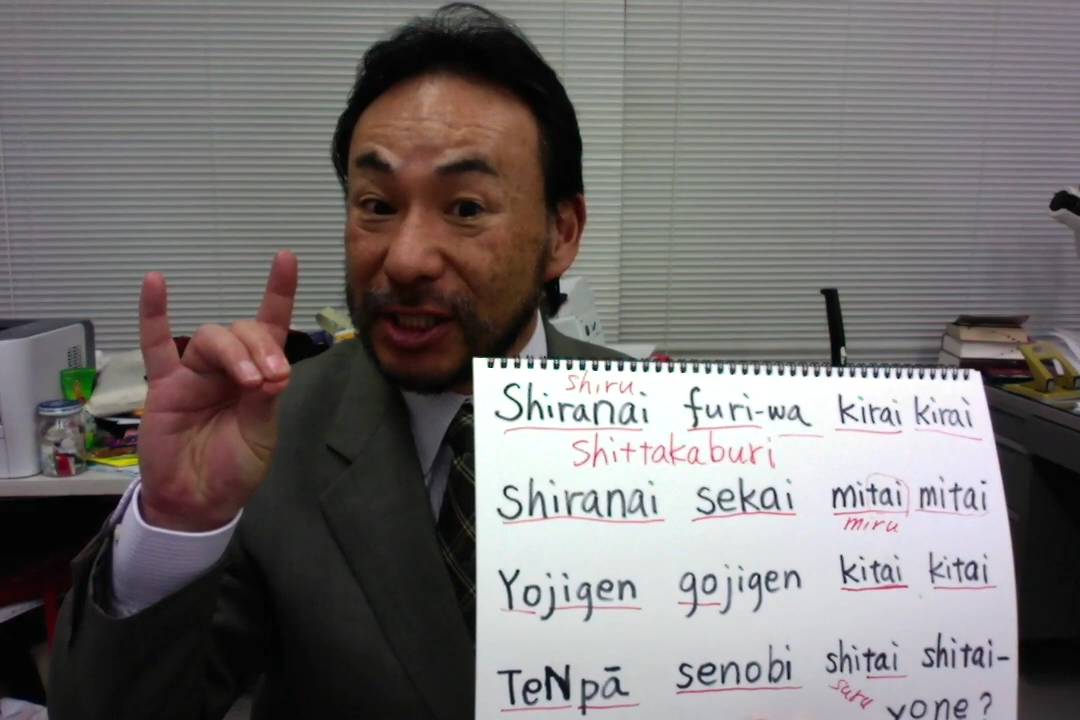 shiru
Shiranai furi-wa kirai kirai
Shittakaburi
Shiranai sekai mitai mitai
miru
Yojigen gojigen kitai kitai
TeNpā senobi shitai shitai-
suru
yone?